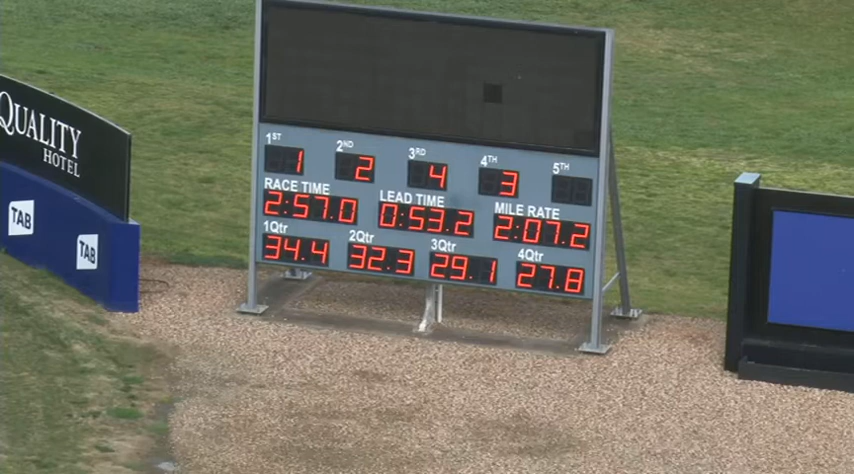 QUALITY
HOTEL
TAB
TAB
1ST 2ND 3RD 4TH 5TH
1 2 4 3
RACE TIME LEAD TIME MILE RATE
2:57.0 0:53.2 2:07.2
1Qtr 2Qtr 3Qtr 4Qtr
34.4 32.3 29.1 27.8